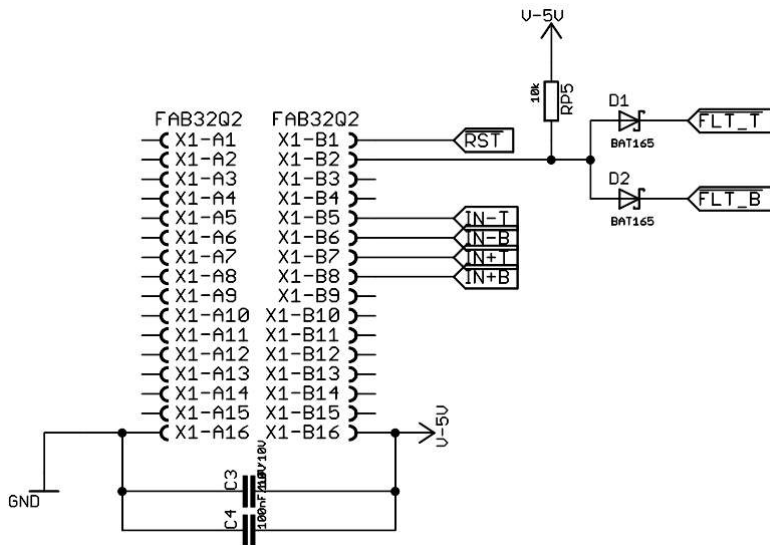 V-5V
10k
RP5
D1
BAT165
FLT_T
D2
BAT165
FLT_B
FAB32Q2 FAB32Q2
X1-A1 X1-B1 RST
X1-A2 X1-B2
X1-A3 X1-B3
X1-A4 X1-B4
X1-A5 X1-B5 IN-T
X1-A6 X1-B6 IN-B
X1-A7 X1-B7 IN+T
X1-A8 X1-B8 IN+B
X1-A9 X1-B9
X1-A10 X1-B10
X1-A11 X1-B11
X1-A12 X1-B12
X1-A13 X1-B13
X1-A14 X1-B14
X1-A15 X1-B15
X1-A16 X1-B16
V-5V
GND
C3
C4
100nF